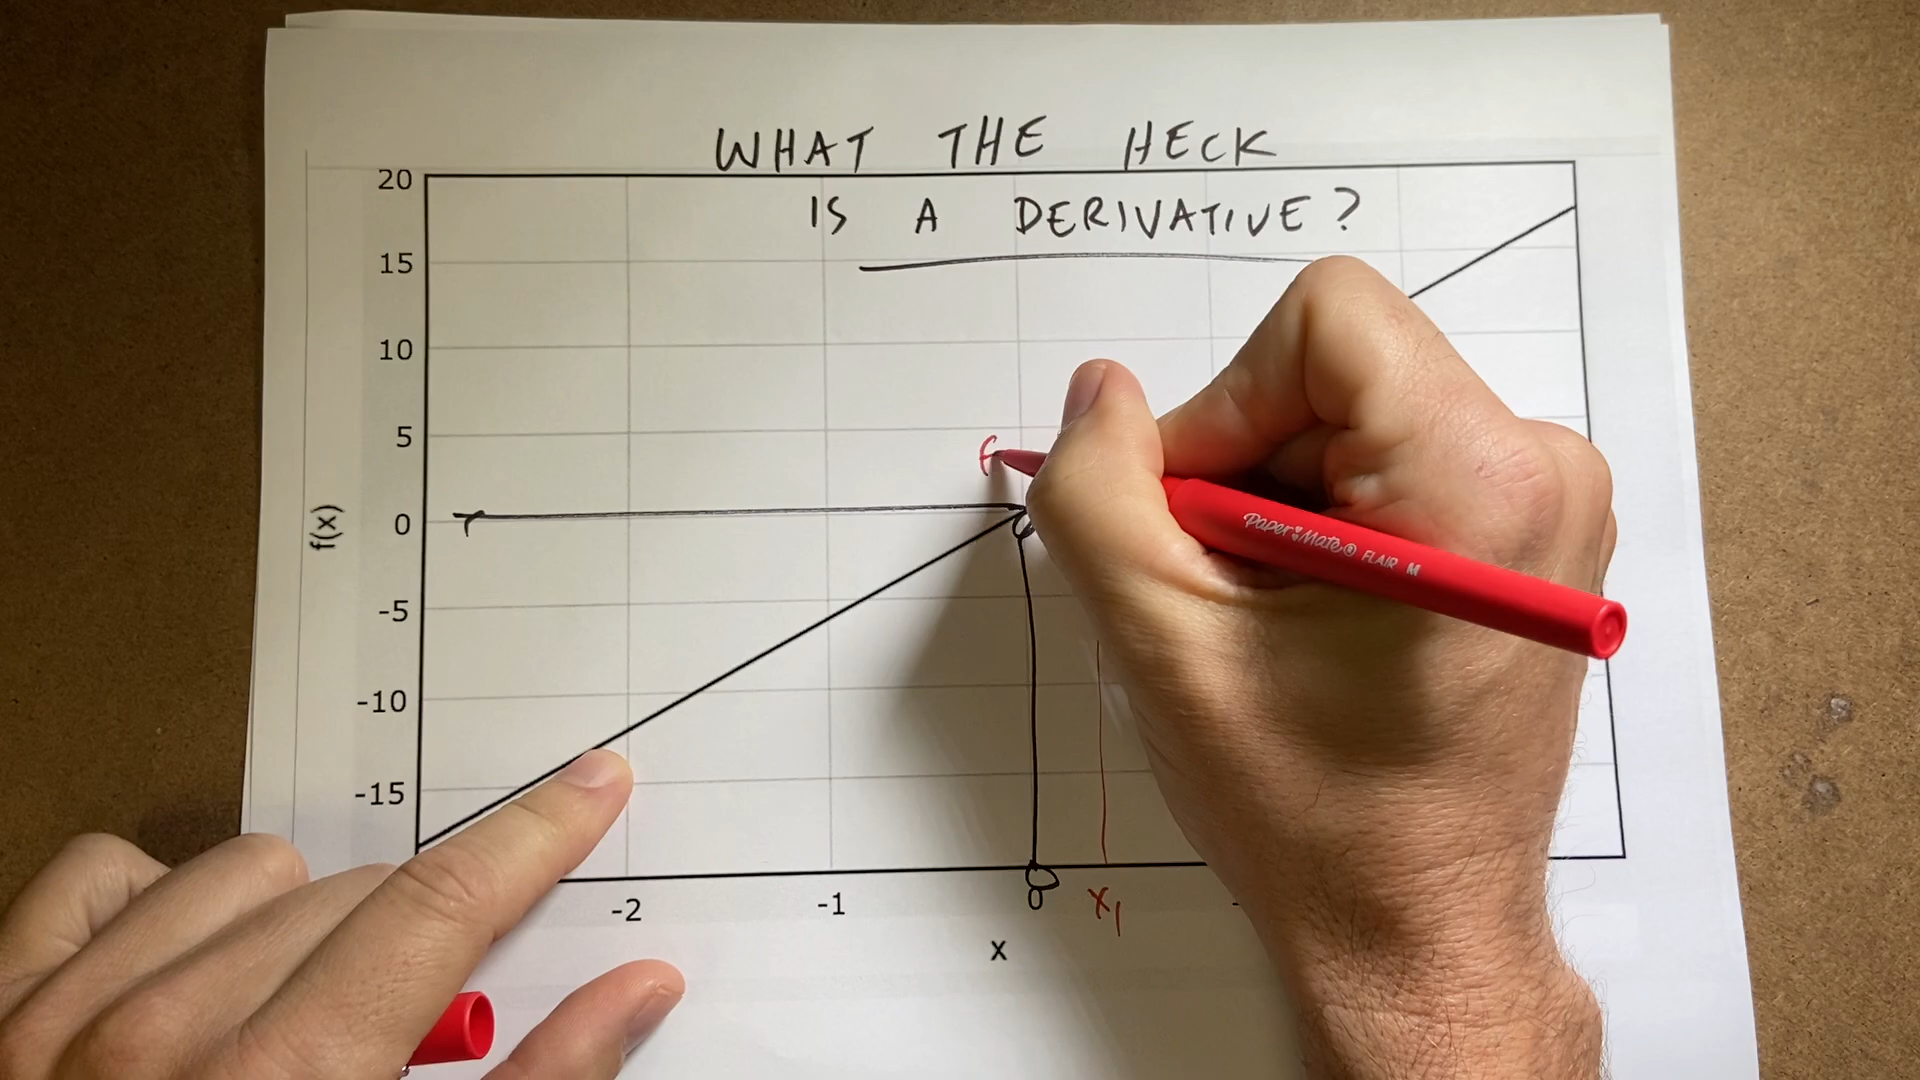 WHAT THE HECK
IS A DERIVATIVE?
20
15
10
5
0
-5
-10
-15
f(x)
f
Paper Mate® FLAIR M
-2 -1 0 x1
x